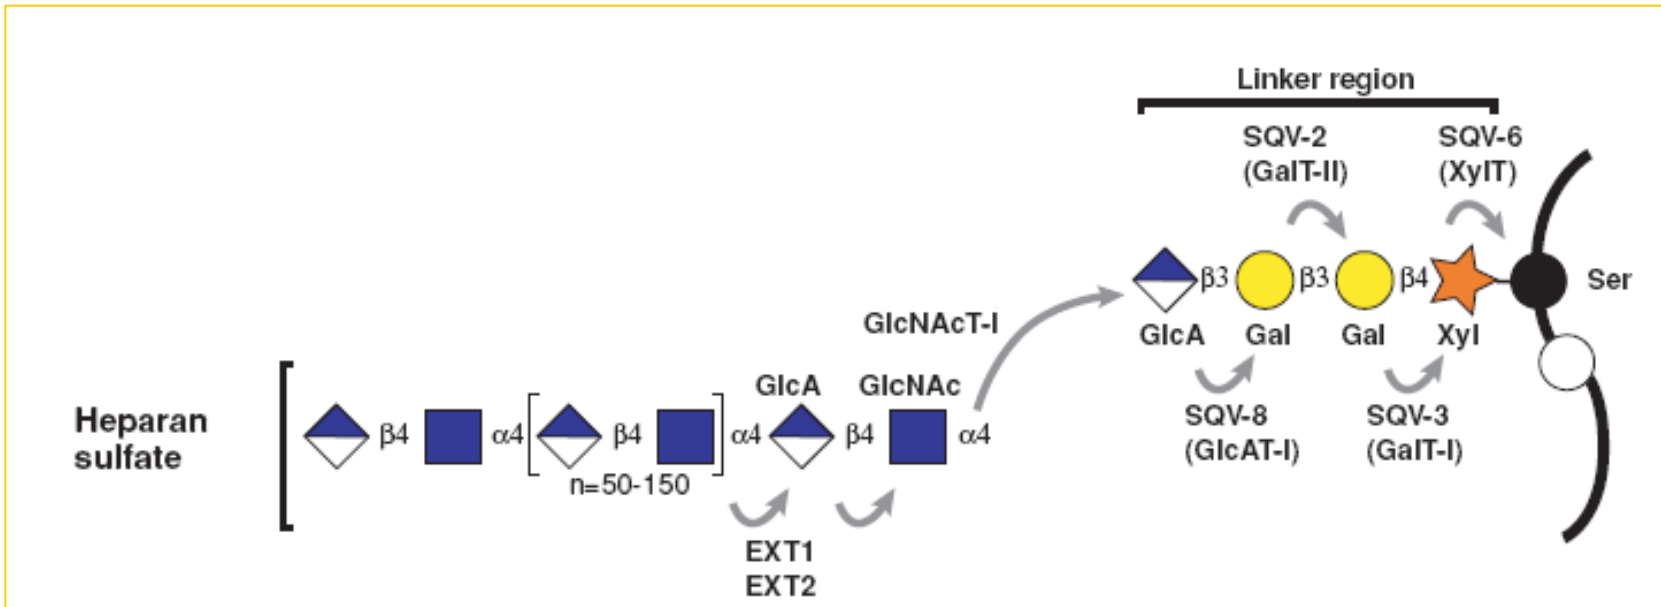 Linker region
SQV-2
(GalT-II)
SQV-6
(XylT)
β3
β3
β4
Ser
GlcA
Gal
Gal
Xyl
SQV-8
(GlcAT-I)
SQV-3
(GalT-I)
GlcNAcT-I
GlcA
GlcNAc
Heparan
sulfate
β4
α4
β4
α4
β4
α4
n=50-150
EXT1
EXT2